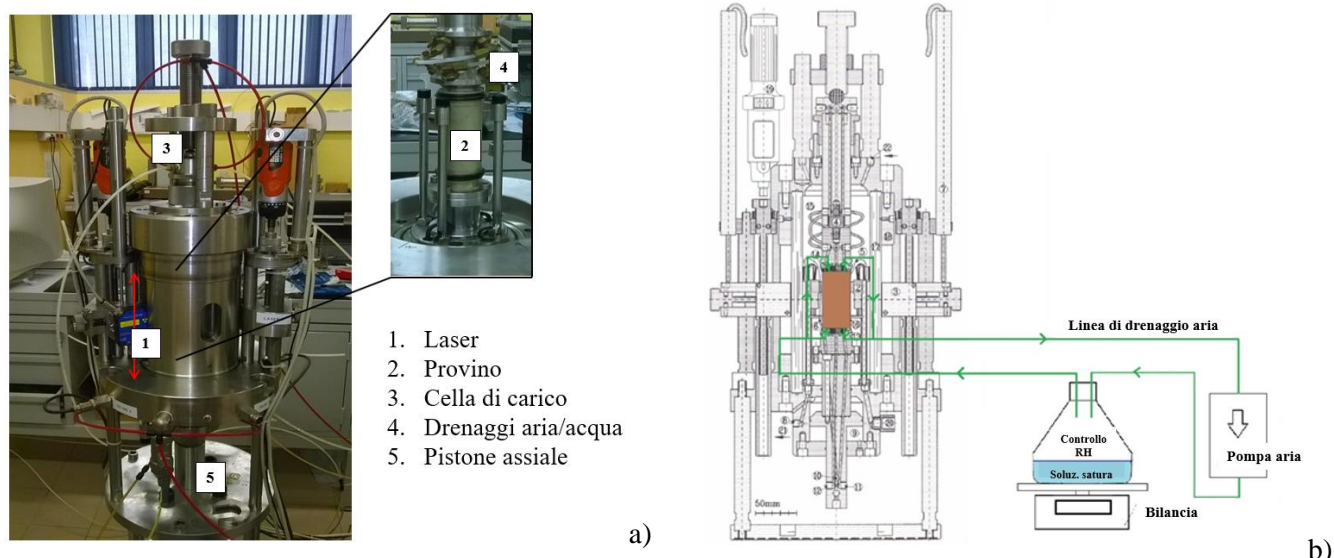 3
4
2
1
5
1. Laser
2. Provino
3. Cella di carico
4. Drenaggi aria/acqua
5. Pistone assiale
a)
50mm
Linea di drenaggio aria
Controllo
RH
Soluz. satura
Pompa aria
Bilancia
b)